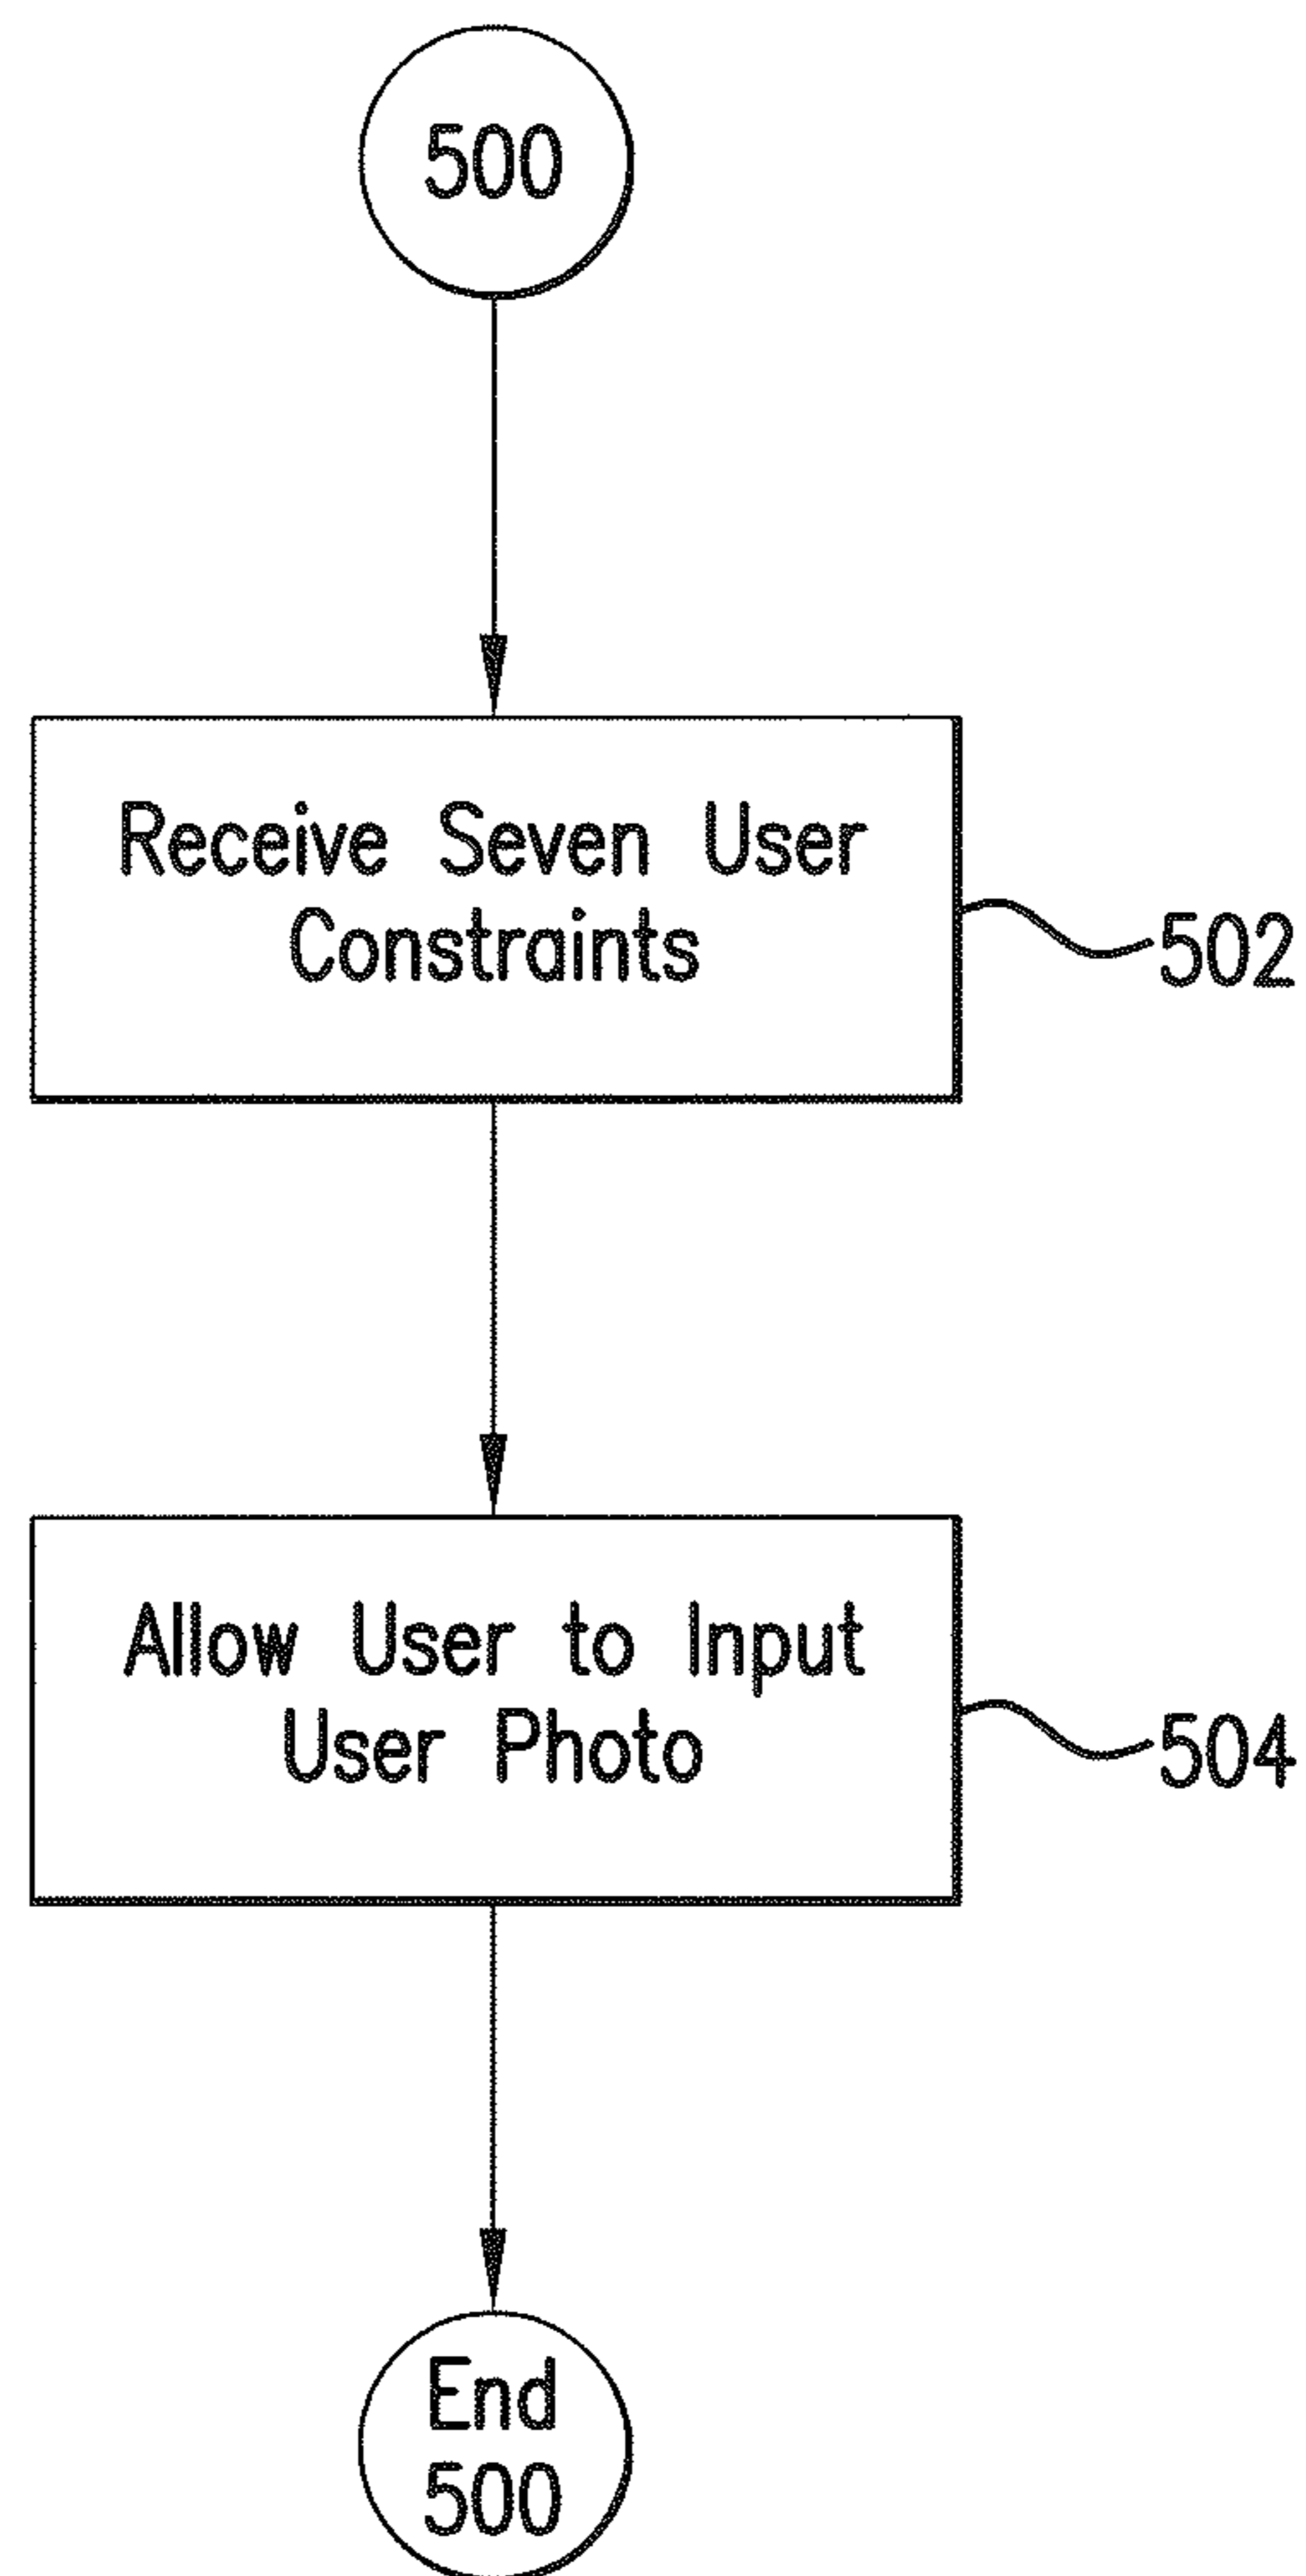 500
Receive Seven User
Constraints
502
Allow User to Input
User Photo
504
End
500